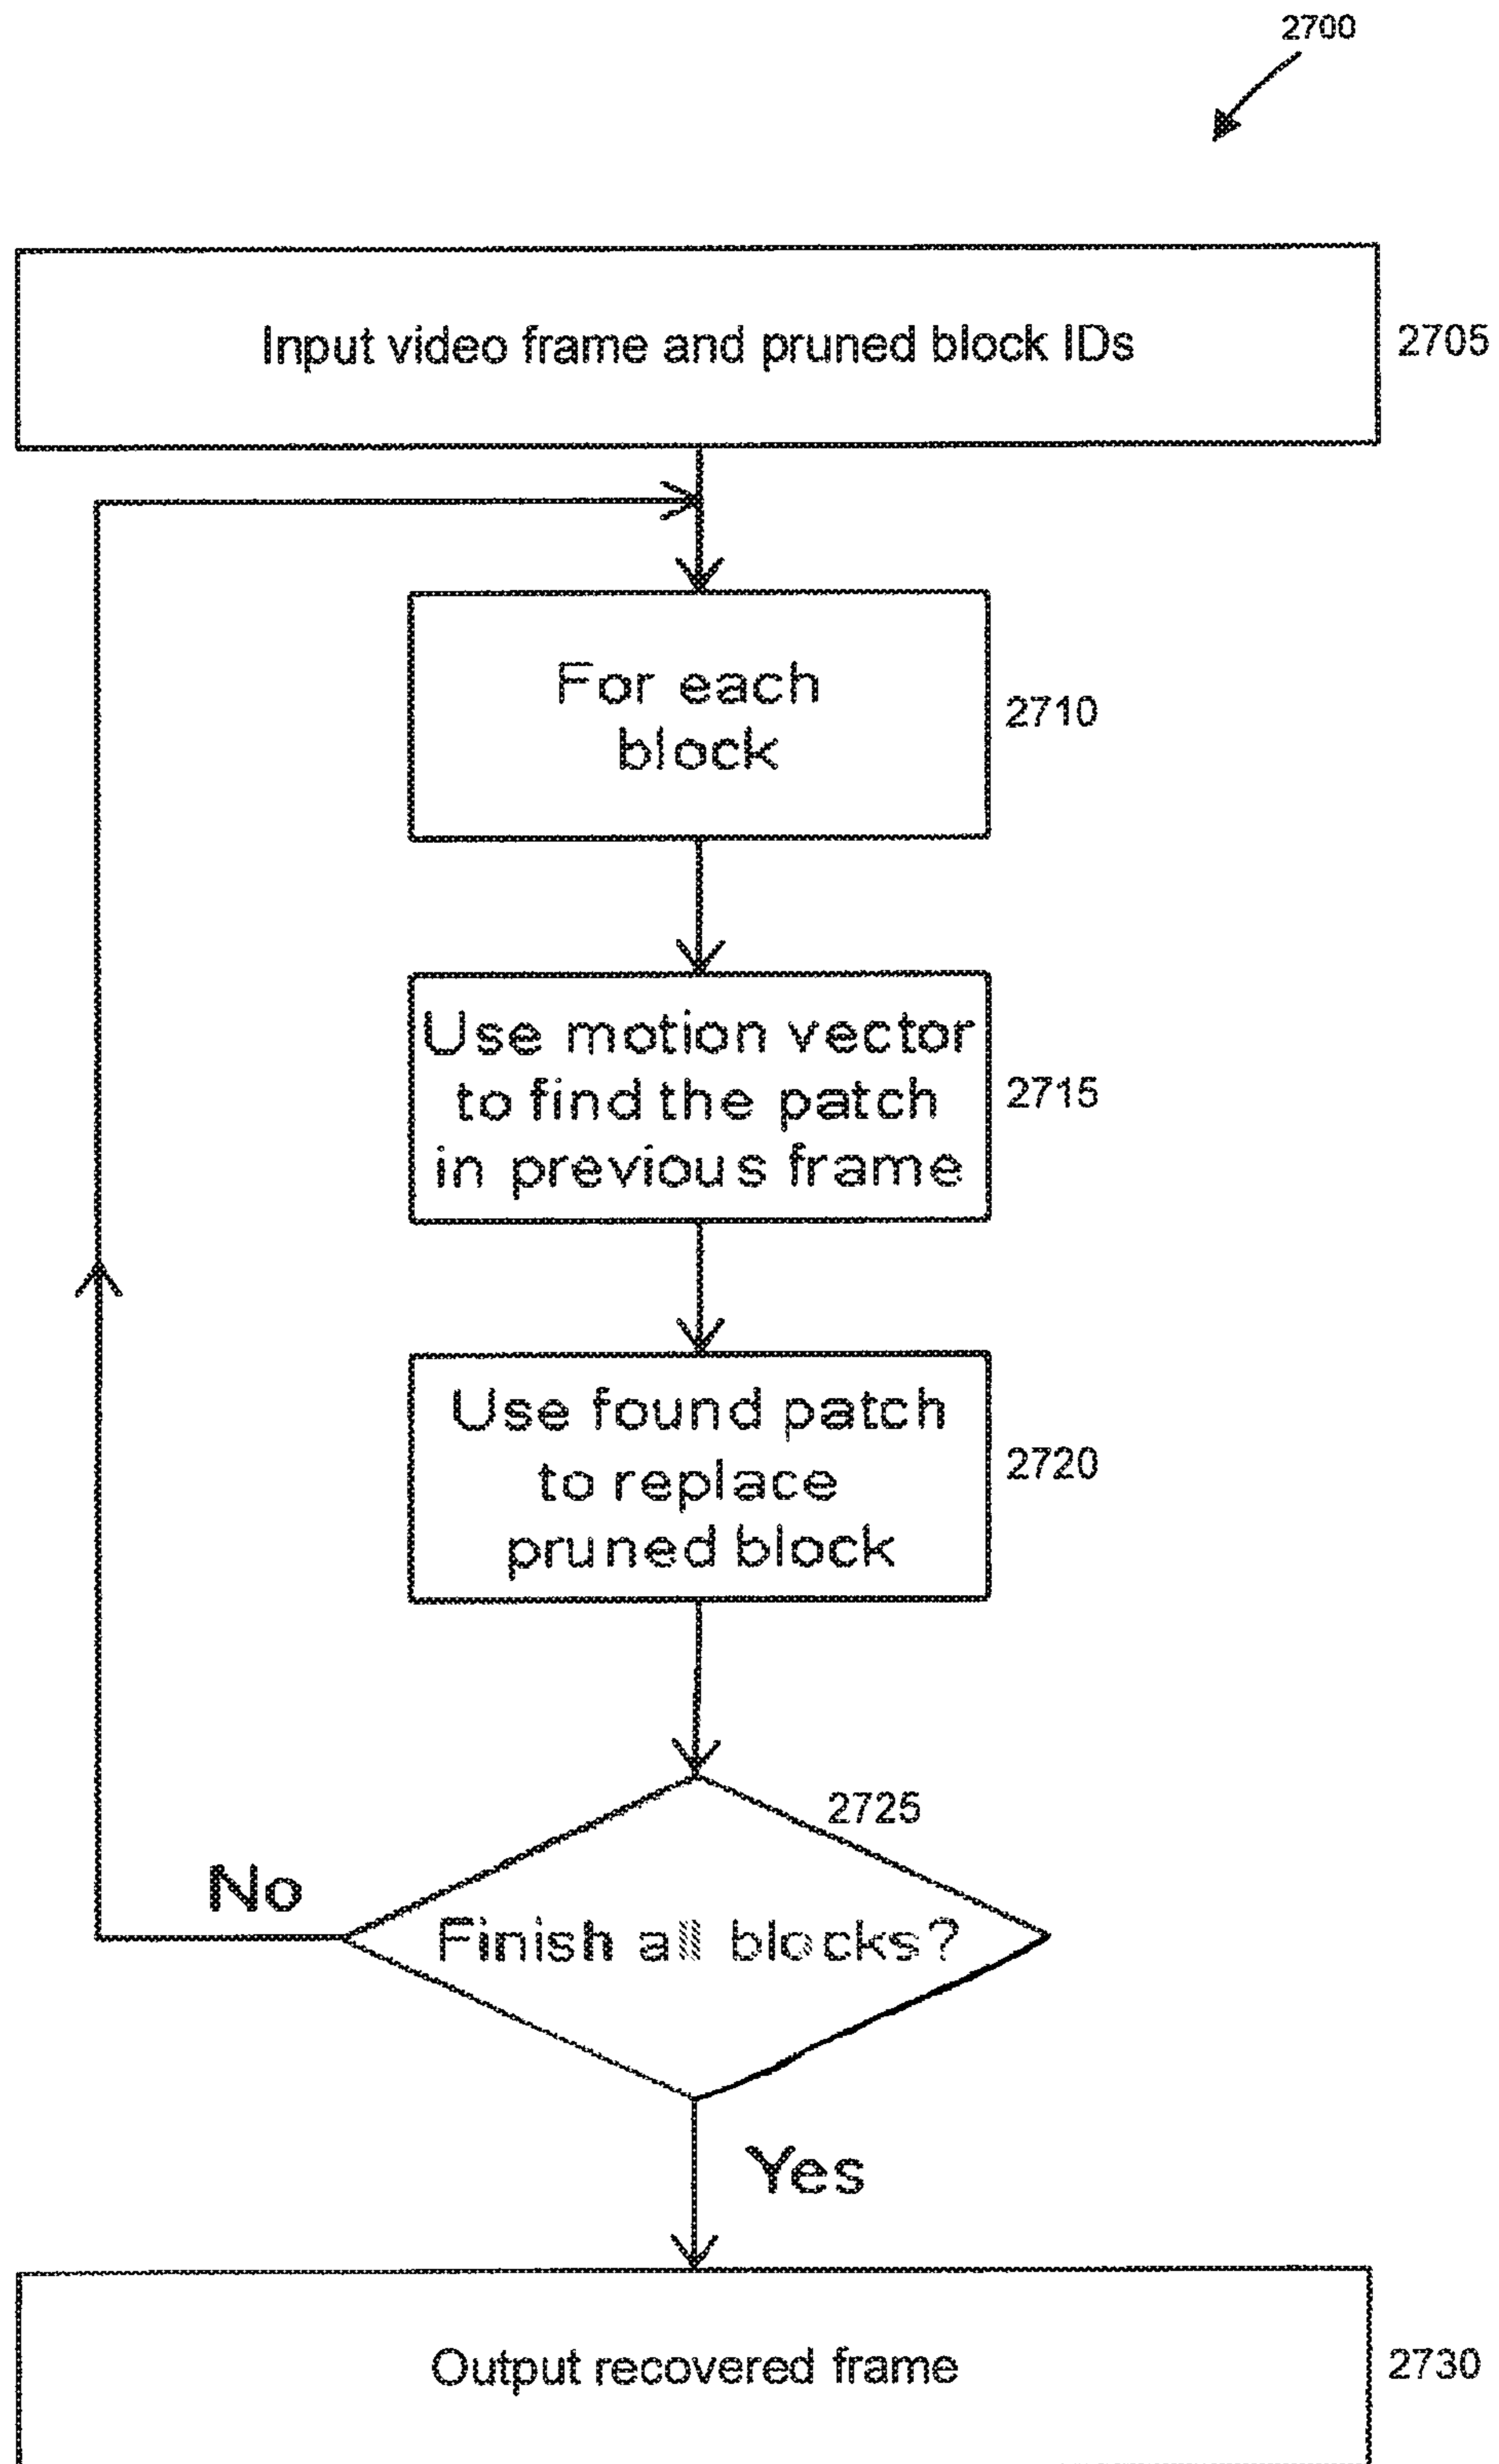 2700
Input video frame and pruned block IDs
2705
For each
block
2710
Use motion vector
to find the patch
in previous frame
2715
Use found patch
to replace
pruned block
2720
2725
No
Finish all blocks?
Yes
Output recovered frame
2730